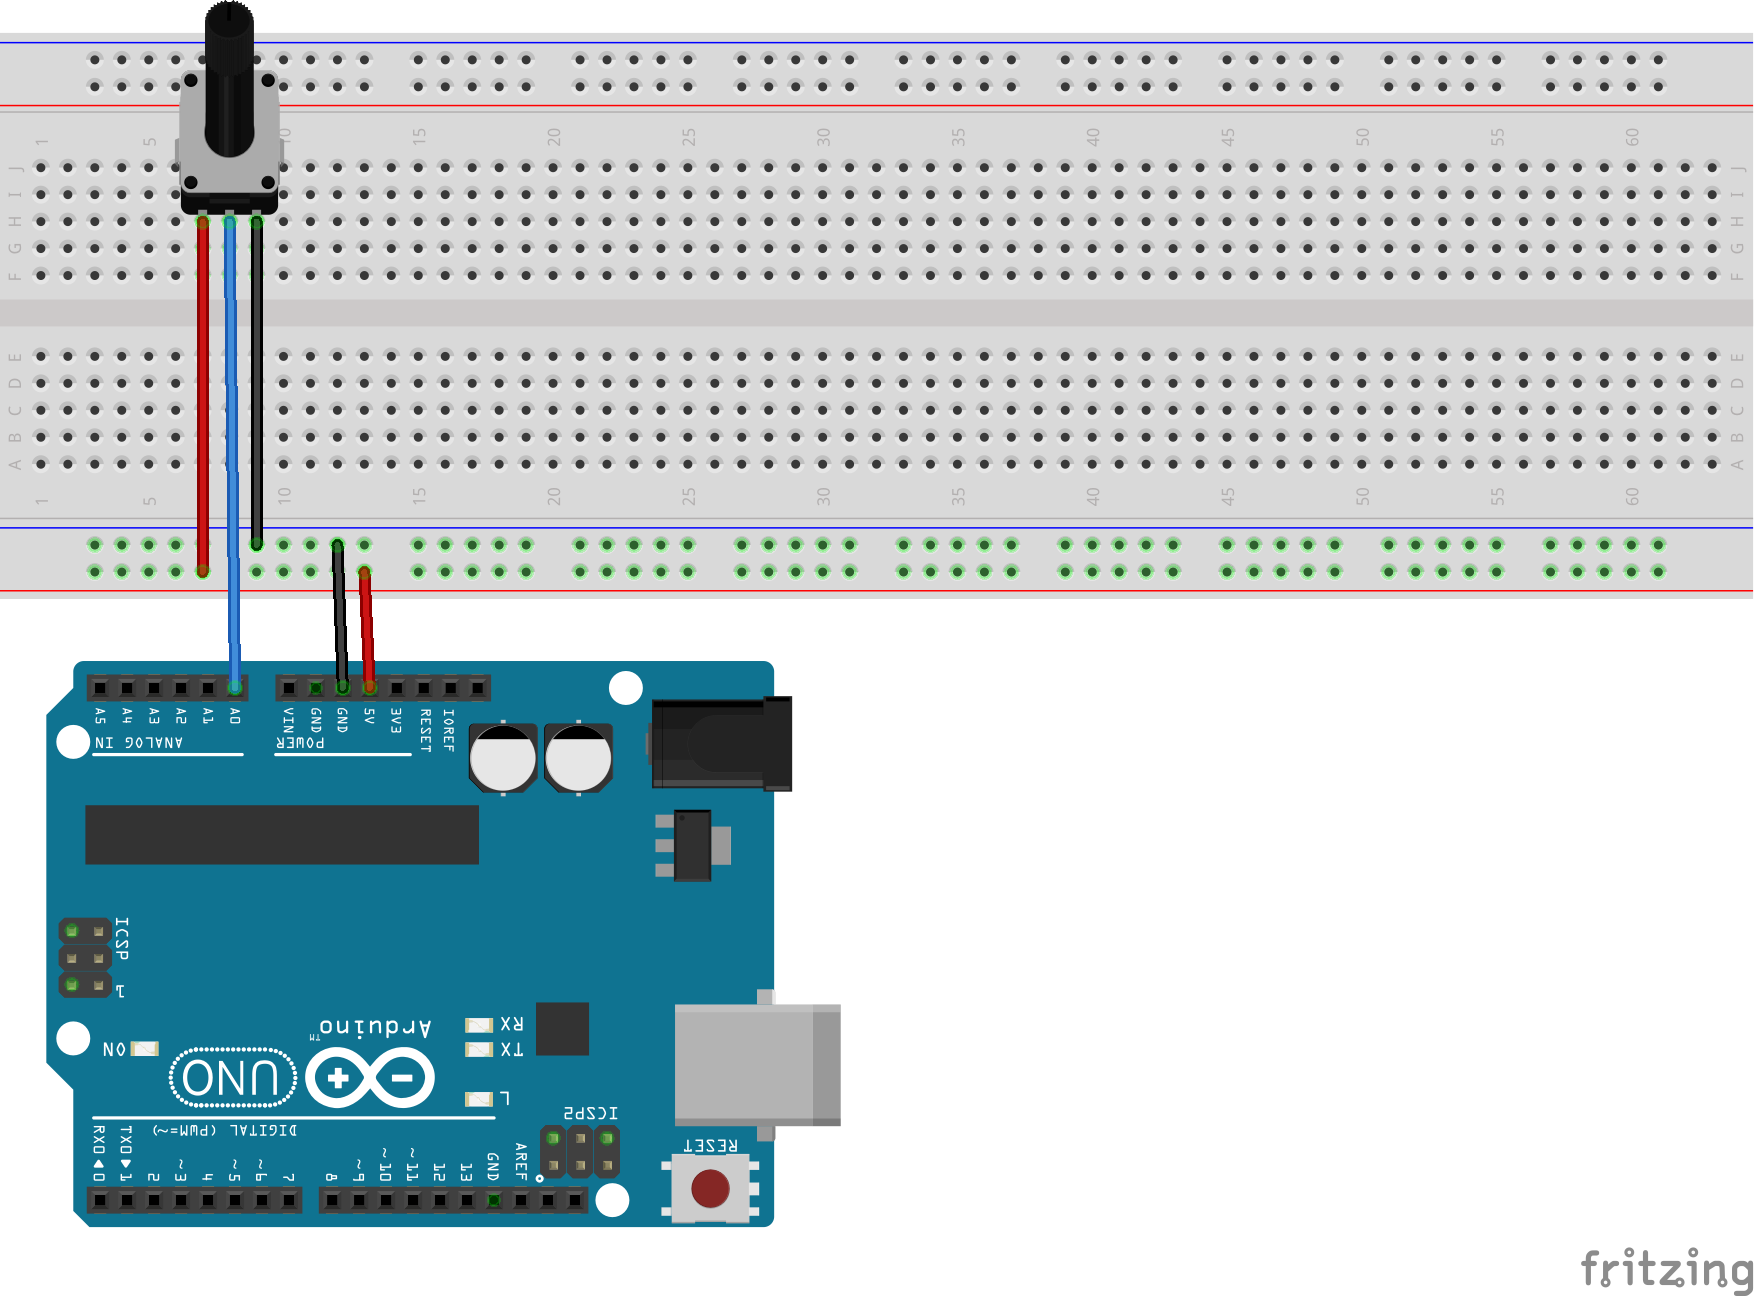 1 5 10 15 20 25 30 35 40 45 50 55 60
J J
I I
H H
G G
F F
E E
D D
C C
B B
A A
1 5 10 15 20 25 30 35 40 45 50 55 60
A5 A4 A3 A2 A1 A0 VIN GND GND 5V 3V3 RESET IOREF
ANALOG IN POWER
ICSP
1
Arduino™
RX
TX
ON
UNO
L
ICSP2
DIGITAL (PWM=~)
RESET
RX0 0 TX0 1 2 ~3 4 ~5 ~6 7 8 ~9 ~10 ~11 12 13 GND AREF
fritzing